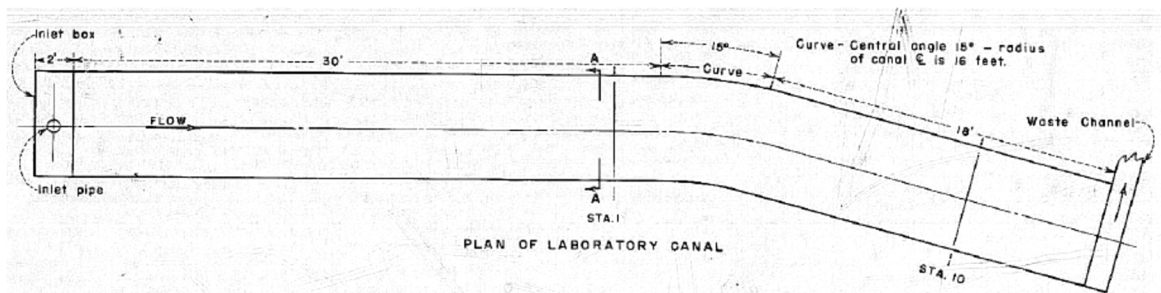 Inlet box
2'
30'
A
15°
Curve
Curve - Central angle 15° - radius
of canal ℄ is 16 feet.
FLOW
18'
Waste Channel
Inlet pipe
A
STA.1
PLAN OF LABORATORY CANAL
STA. 10